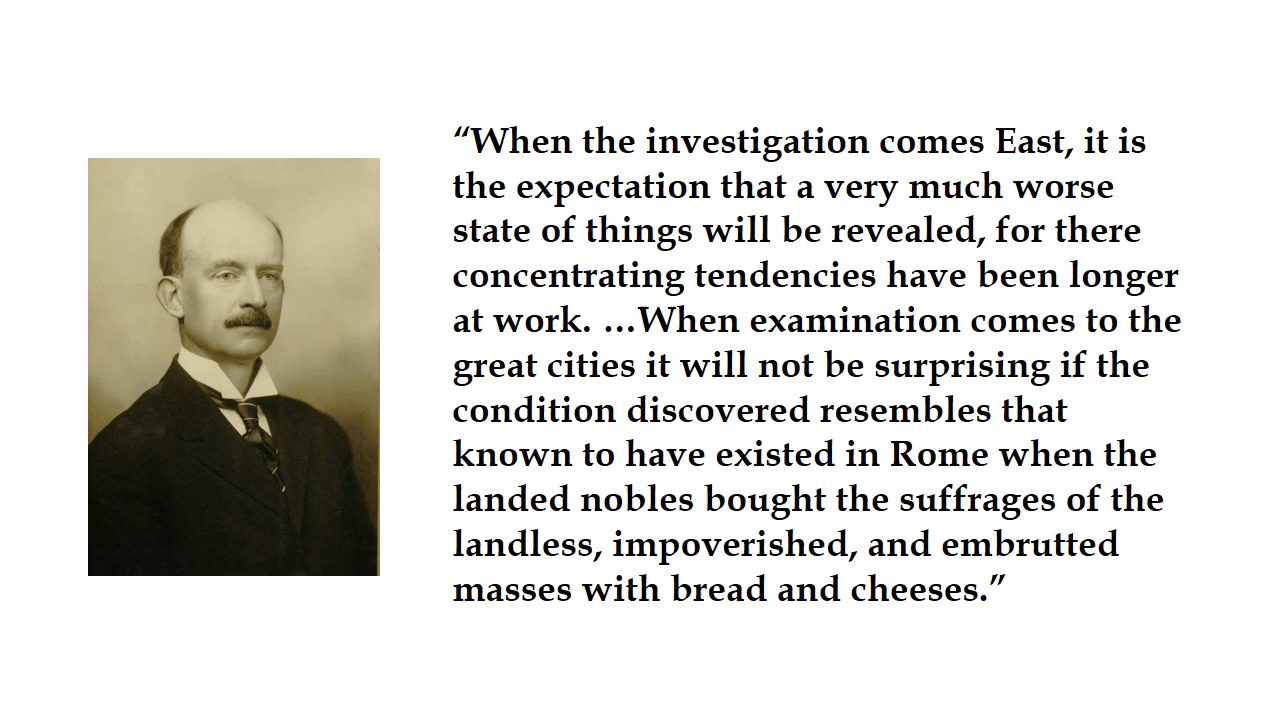 “When the investigation comes East, it is
the expectation that a very much worse
state of things will be revealed, for there
concentrating tendencies have been longer
at work. …When examination comes to the
great cities it will not be surprising if the
condition discovered resembles that
known to have existed in Rome when the
landed nobles bought the suffrages of the
landless, impoverished, and embrutted
masses with bread and cheeses.”